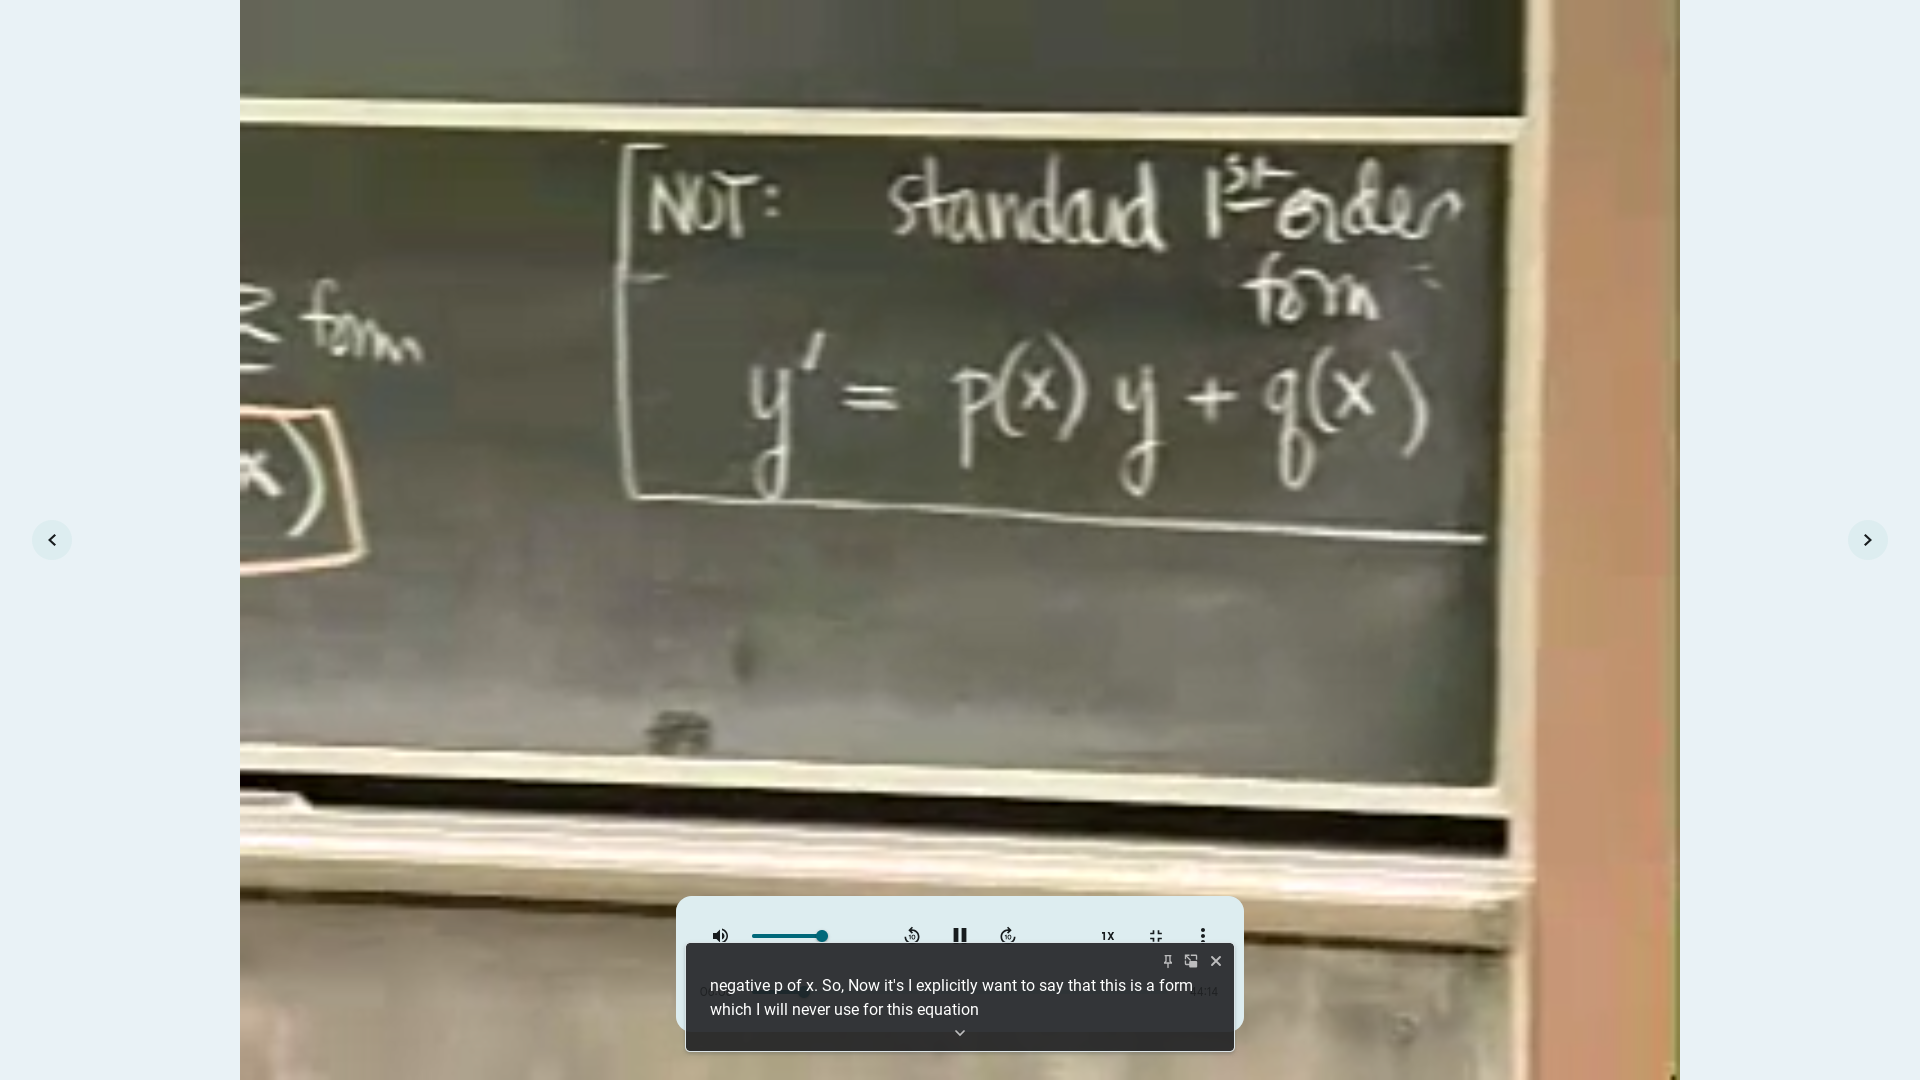 NOT: standard 1st order
form
form
y' = p(x) y + q(x)
x)
1X
negative p of x. So, Now it's I explicitly want to say that this is a form
which I will never use for this equation